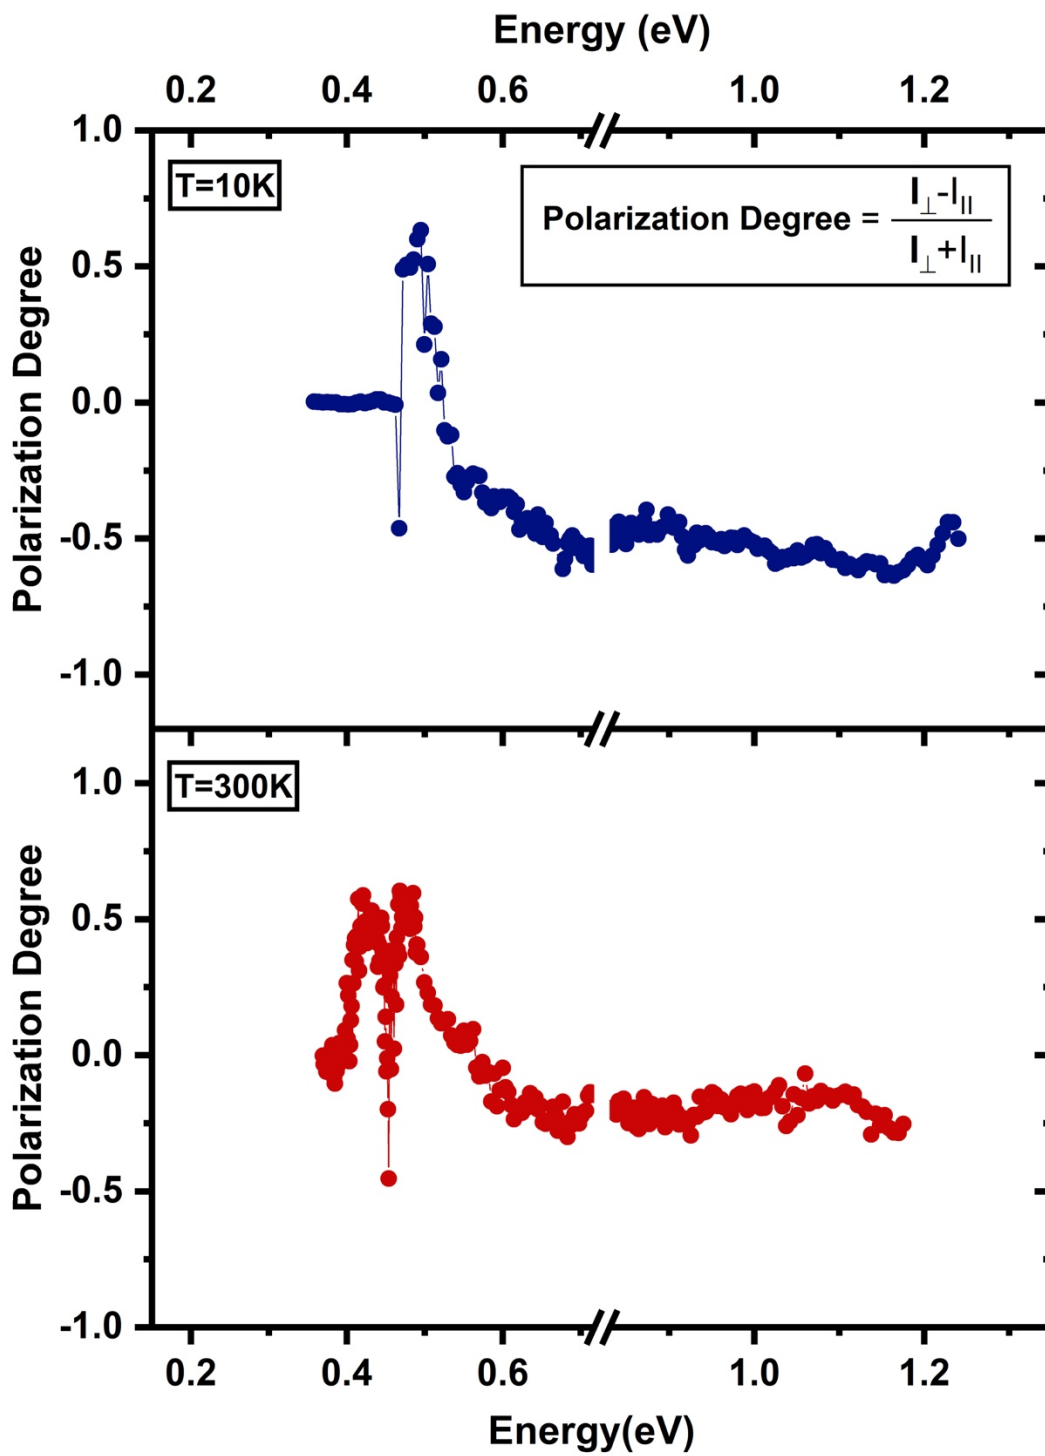 Energy (eV)
0.2 0.4 0.6 1.0 1.2
1.0
T=10K
Polarization Degree = I⊥-I||
I⊥+I||
0.5
0.0
-0.5
-1.0
Polarization Degree
T=300K
1.0
0.5
0.0
-0.5
-1.0
Polarization Degree
0.2 0.4 0.6 1.0 1.2
Energy(eV)